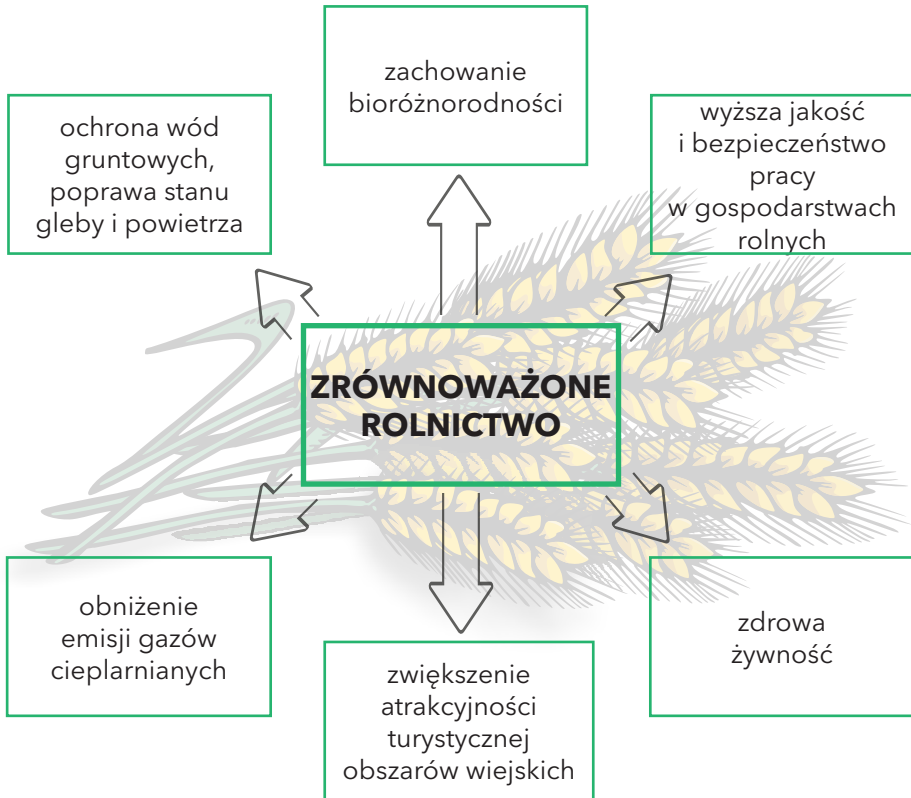 zachowanie
bioróżnorodności
ochrona wód
gruntowych,
poprawa stanu
gleby i powietrza
wyższa jakość
i bezpieczeństwo
pracy
w gospodarstwach
rolnych
ZRÓWNOWAŻONE
ROLNICTWO
obniżenie
emisji gazów
cieplarnianych
zwiększenie
atrakcyjności
turystycznej
obszarów wiejskich
zdrowa
żywność